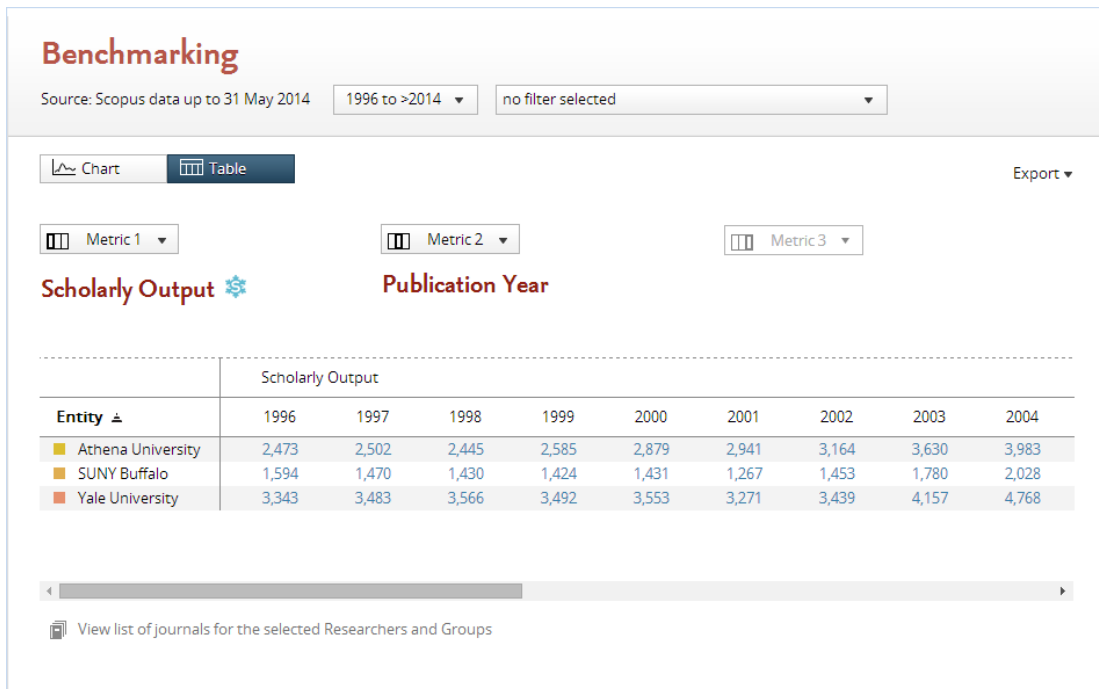 Benchmarking
Source: Scopus data up to 31 May 2014 1996 to >2014 no filter selected
Chart Table Export
Metric 1 Metric 2 Metric 3
Scholarly Output S Publication Year
Scholarly Output
Entity 1996 1997 1998 1999 2000 2001 2002 2003 2004
Athena University 2,473 2,502 2,445 2,585 2,879 2,941 3,164 3,630 3,983
SUNY Buffalo 1,594 1,470 1,430 1,424 1,431 1,267 1,453 1,780 2,028
Yale University 3,343 3,483 3,566 3,492 3,553 3,271 3,439 4,157 4,768
View list of journals for the selected Researchers and Groups